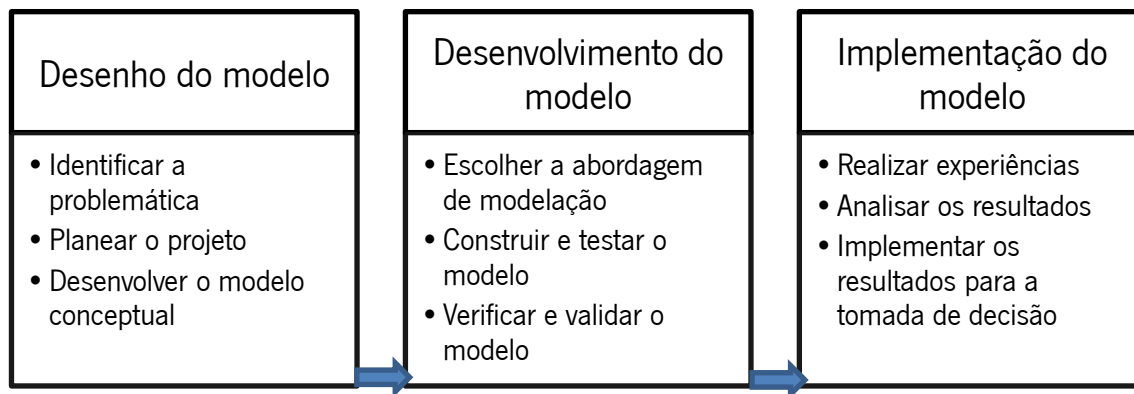 Desenho do modelo
• Identificar a
problemática
• Planear o projeto
• Desenvolver o modelo
conceptual
Desenvolvimento do
modelo
• Escolher a abordagem
de modelação
• Construir e testar o
modelo
• Verificar e validar o
modelo
Implementação do
modelo
• Realizar experiências
• Analisar os resultados
• Implementar os
resultados para a
tomada de decisão